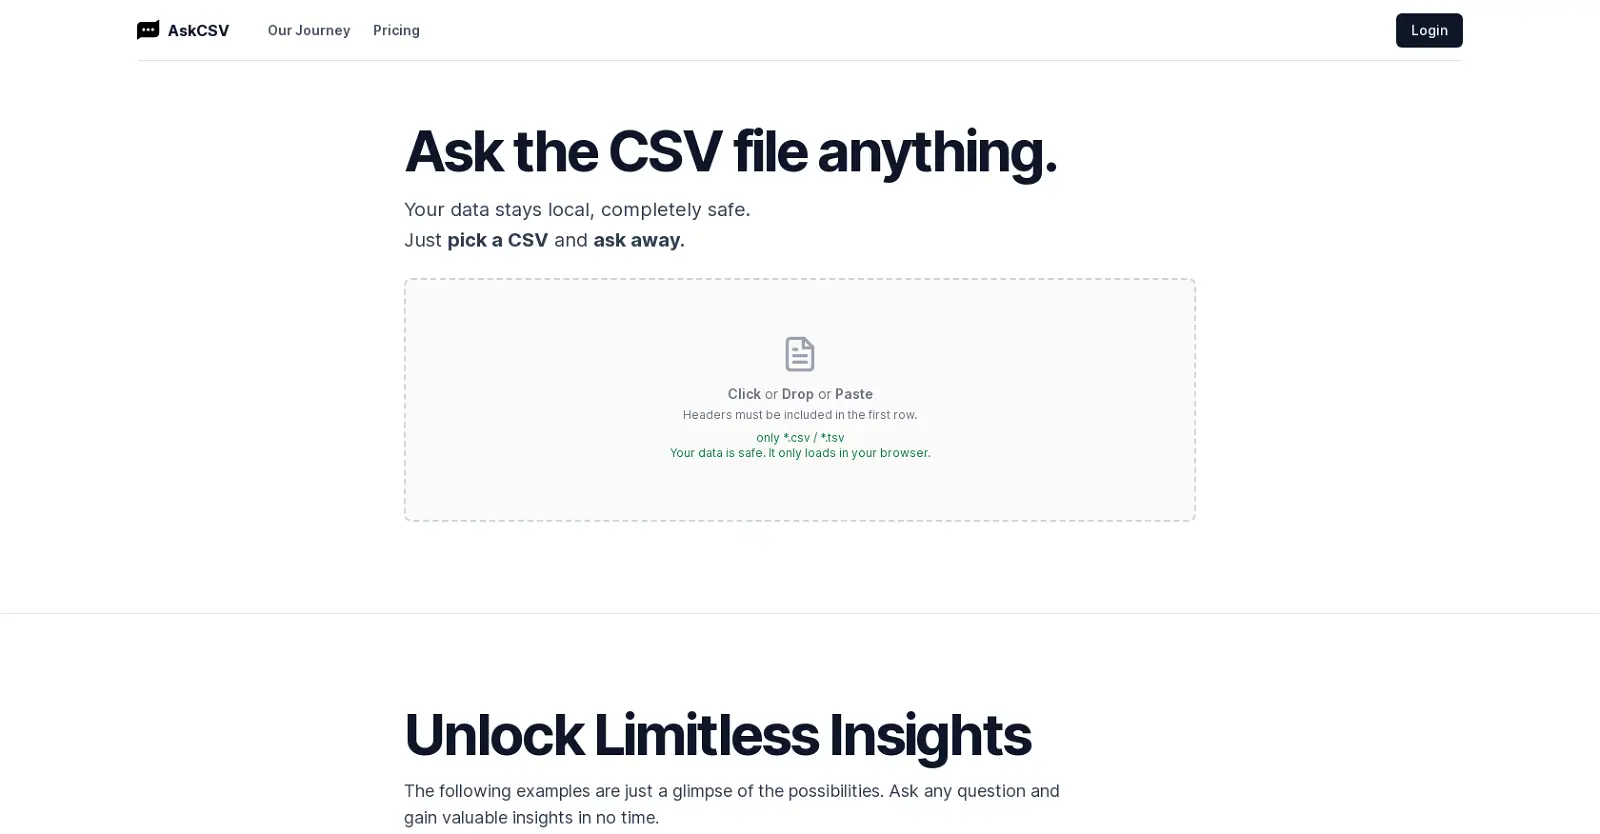 AskCSV
Our Journey
Pricing
Login
Ask the CSV file anything.
Your data stays local, completely safe.
Just pick a CSV and ask away.
Click or Drop or Paste
Headers must be included in the first row.
only *.csv / *.tsv
Your data is safe. It only loads in your browser.
Unlock Limitless Insights
The following examples are just a glimpse of the possibilities. Ask any question and
gain valuable insights in no time.